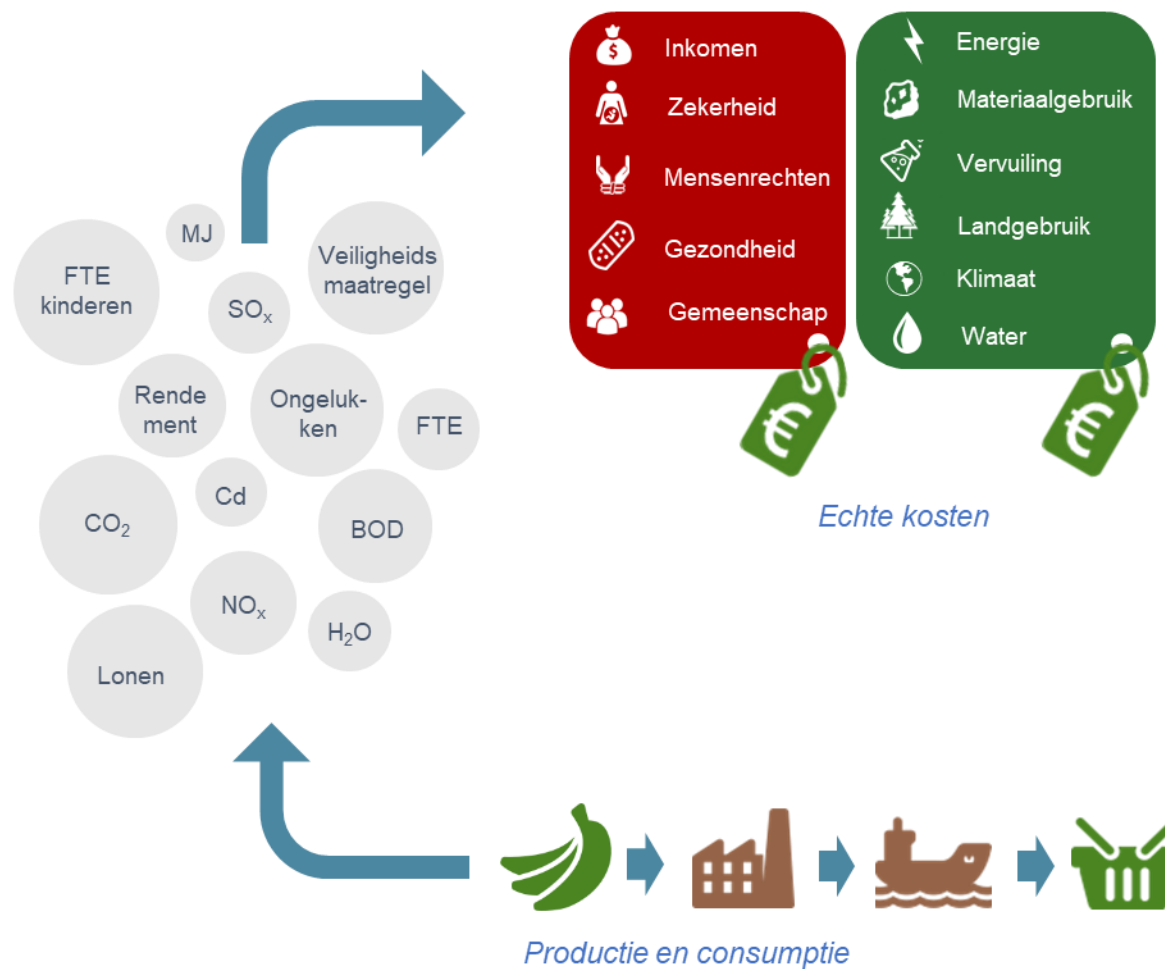 Inkomen
Zekerheid
Mensenrechten
Gezondheid
Gemeenschap
Energie
Materiaalgebruik
Vervuiling
Landgebruik
Klimaat
Water
€
€
Echte kosten
MJ
FTE
kinderen
Veiligheids
maatregel
SOₓ
Rende
ment
Ongeluk-
ken
FTE
Cd
CO₂
BOD
NOₓ
H₂O
Lonen
Productie en consumptie